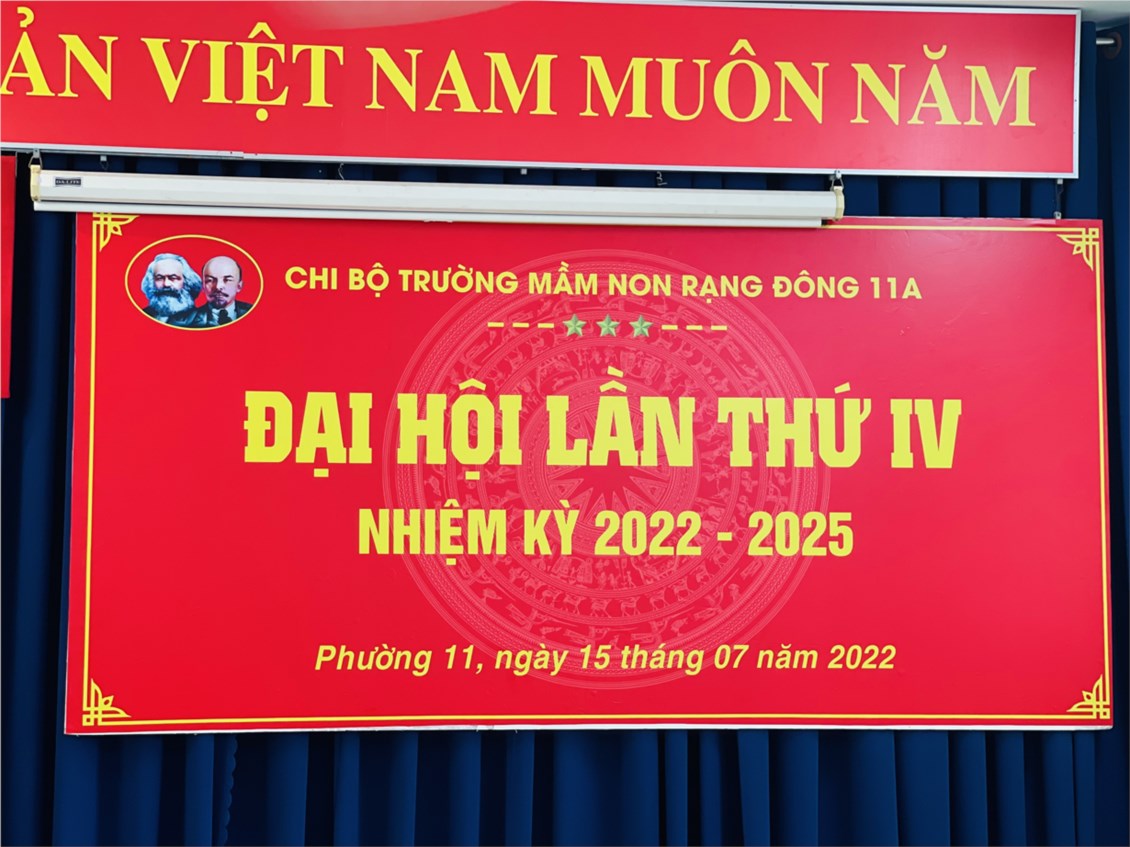 ẢN VIỆT NAM MUÔN NĂM
CHI BỘ TRƯỜNG MẦM NON RẠNG ĐÔNG 11A
ĐẠI HỘI LẦN THỨ IV
NHIỆM KỲ 2022 - 2025
Phường 11, ngày 15 tháng 07 năm 2022